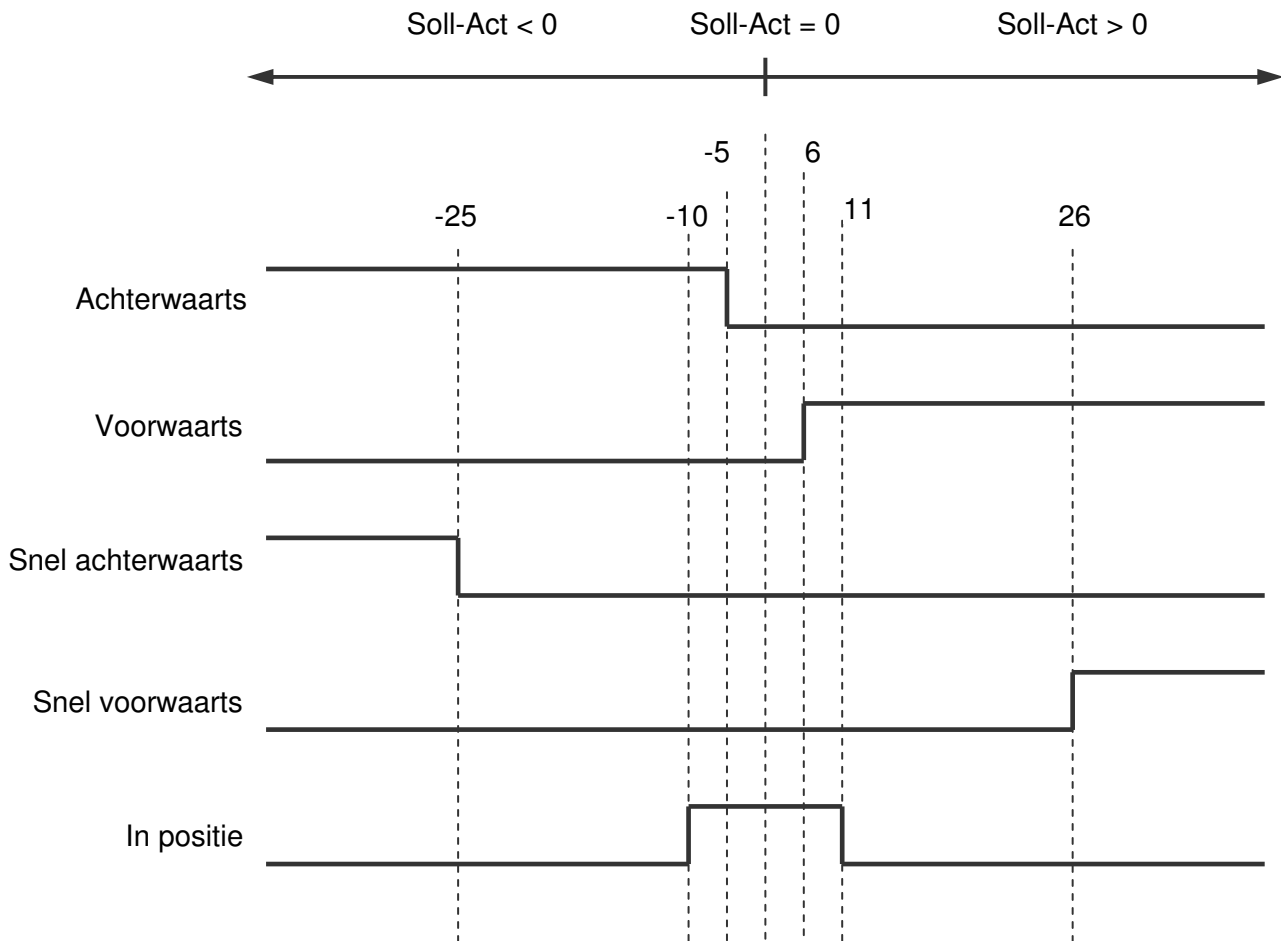 Soll-Act < 0 Soll-Act = 0 Soll-Act > 0
-5 6
-25 -10 11 26
Achterwaarts
Voorwaarts
Snel achterwaarts
Snel voorwaarts
In positie